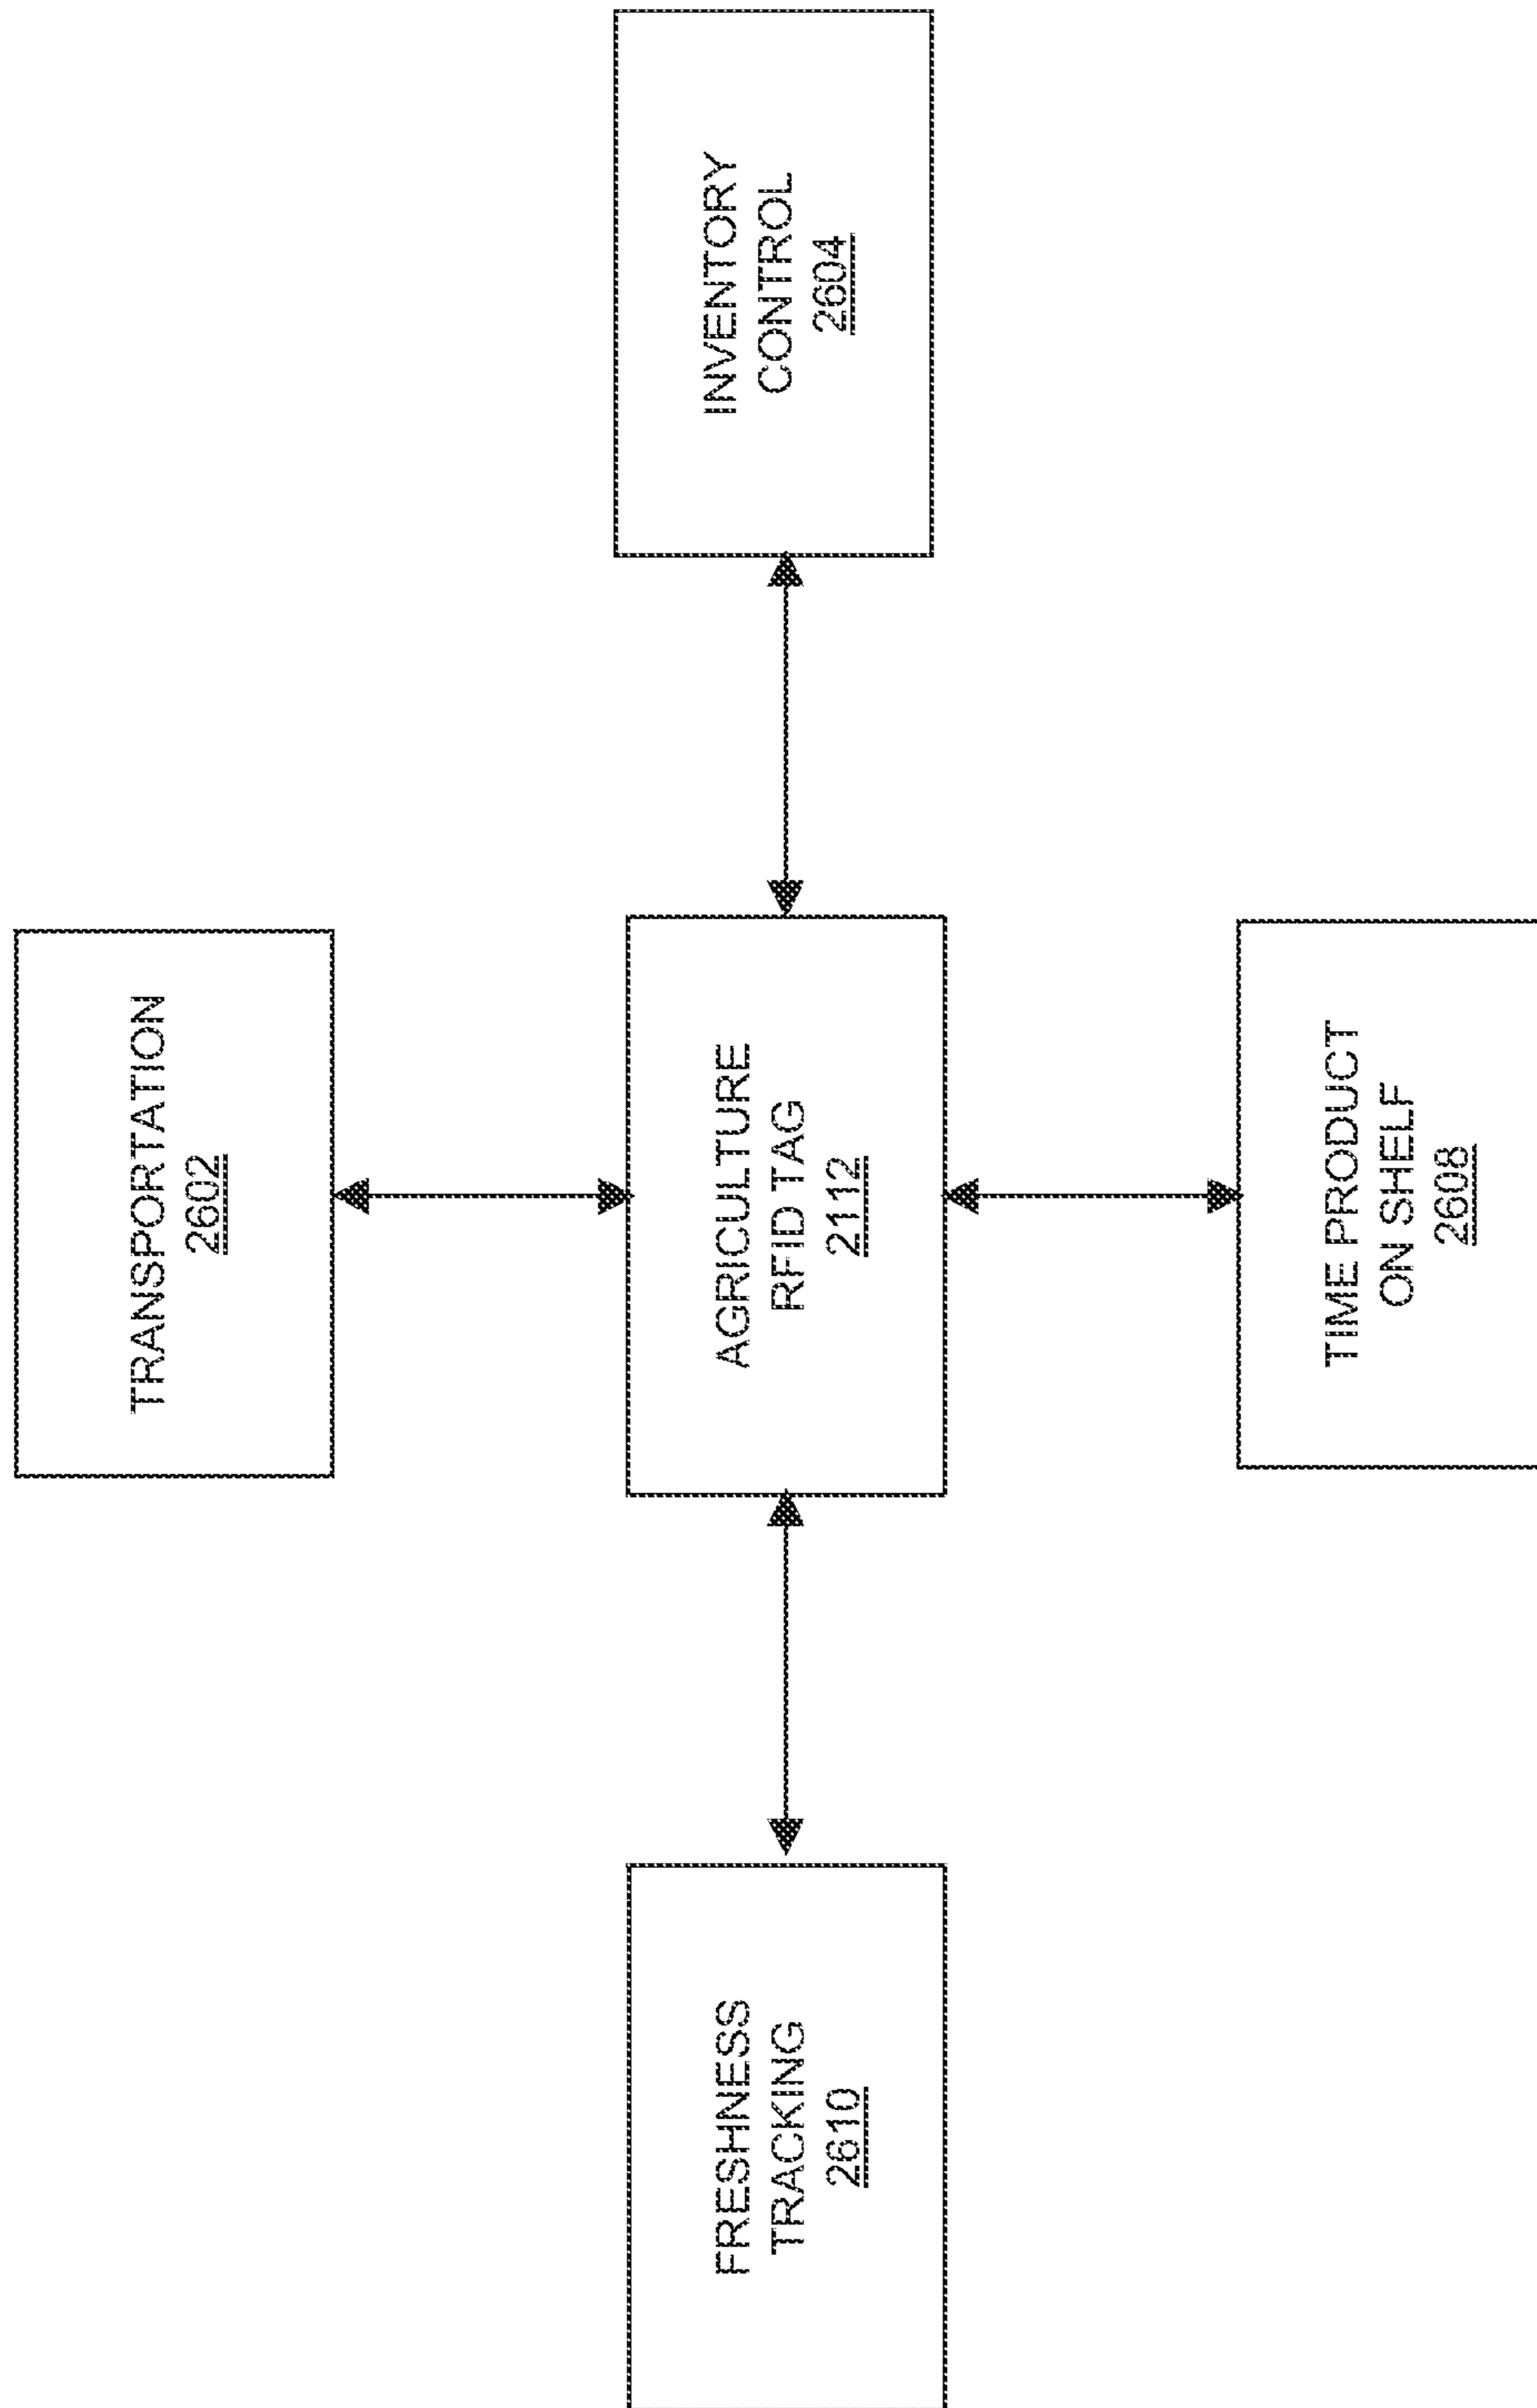 TRANSPORTATION
2602
FRESHNESS
TRACKING
2610
AGRICULTURE
RFID TAG
2112
INVENTORY
CONTROL
2604
TIME PRODUCT
ON SHELF
2608